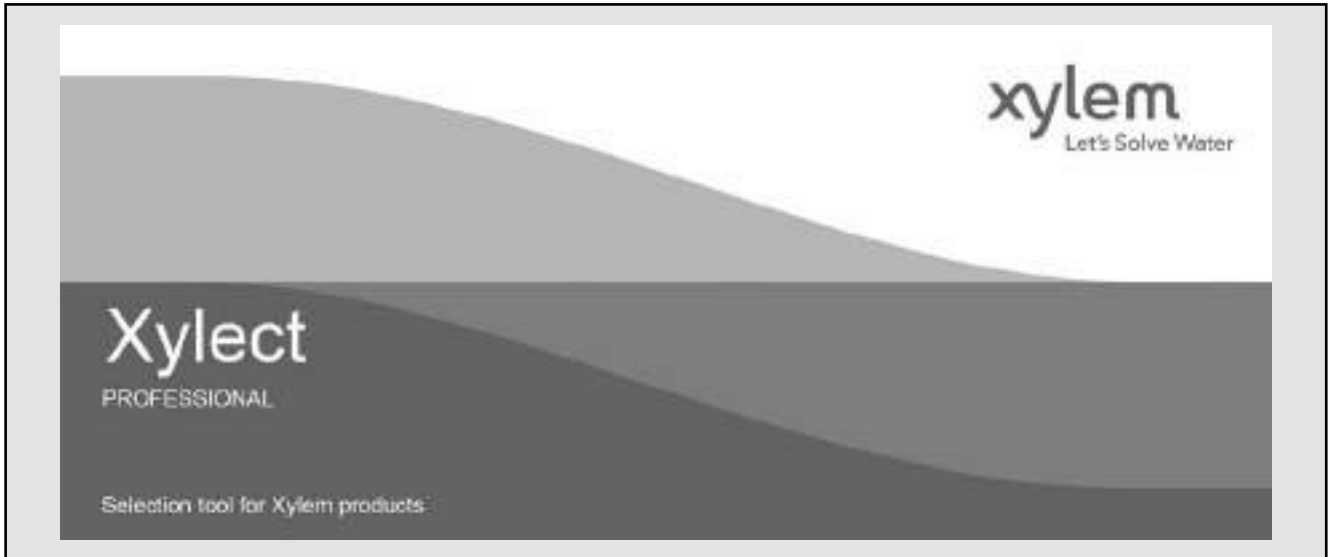 xylem
Let's Solve Water
Xylect
PROFESSIONAL
Selection tool for Xylem products